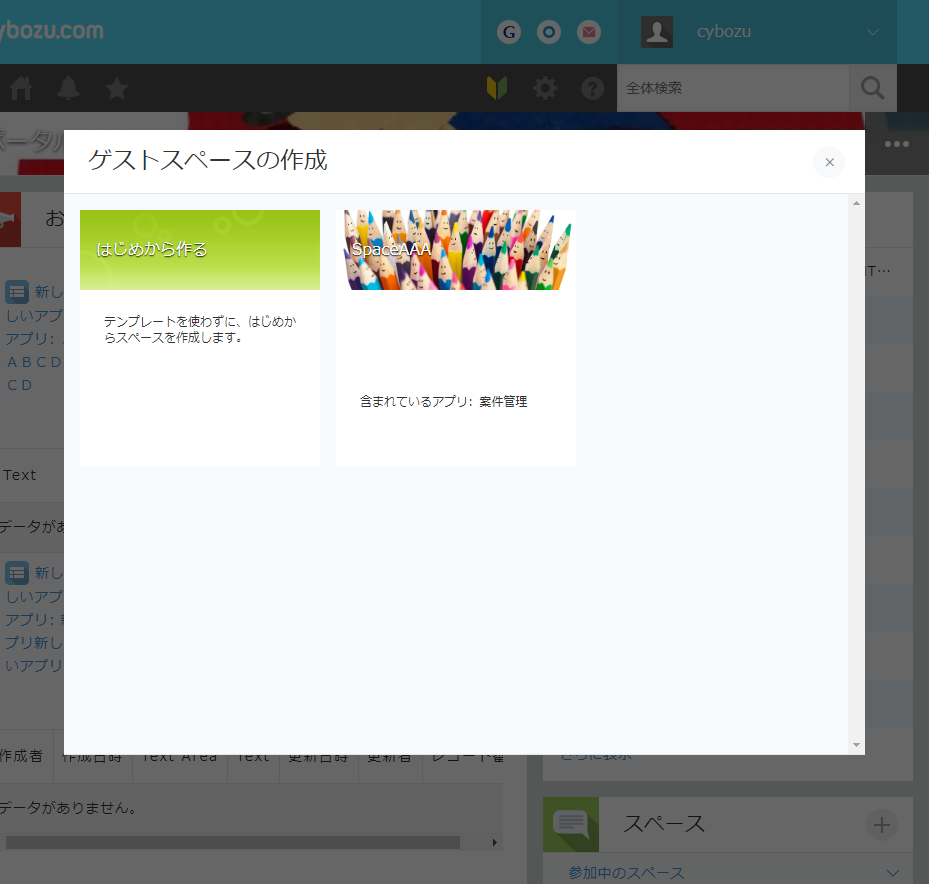 ybozu.com
G
cybozu
全体検索
ポータル
ゲストスペースの作成
お
はじめから作る
SpaceAAA
T…
新し
しいアプ
アプリ:
ＡＢＣＤ
ＣＤ
テンプレートを使わずに、はじめか
らスペースを作成します。
含まれているアプリ: 案件管理
Text
データがあ
新し
しいアプ
アプリ:
プリ新し
いアプリ
作成者
作成日時
Text Area
Text
更新日時
更新者
レコード番
さらに表示
データがありません。
スペース
参加中のスペース